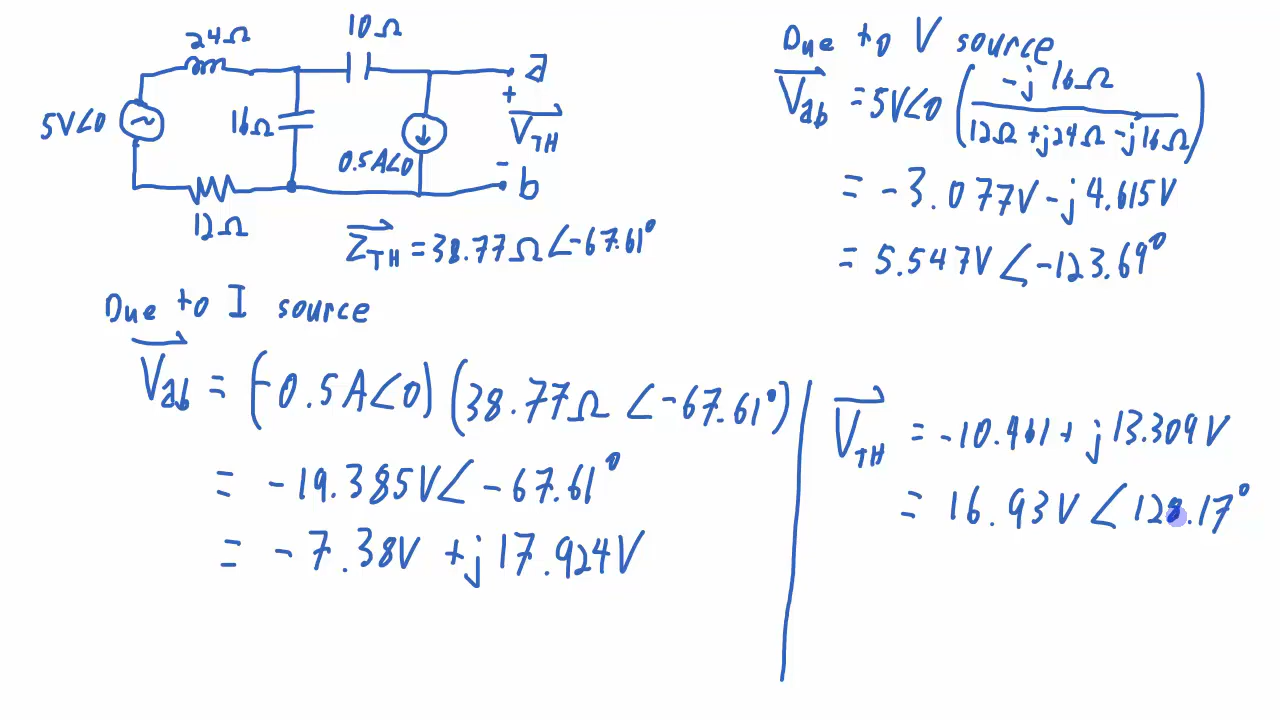 24Ω
10Ω
a
5V∠0
16Ω
0.5A∠0
+
V_TH
-
b
12Ω
Z_TH = 38.77Ω∠-67.61°
Due to V source
V_ab = 5V∠0 (-j16Ω / (12Ω + j24Ω - j16Ω))
= -3.077V - j4.615V
= 5.547V∠-123.69°
Due to I source
V_ab = (-0.5A∠0)(38.77Ω∠-67.61°)
= -19.385V∠-67.61°
= -7.38V + j17.924V
V_TH = -10.461 + j13.309V
= 16.93V∠128.17°